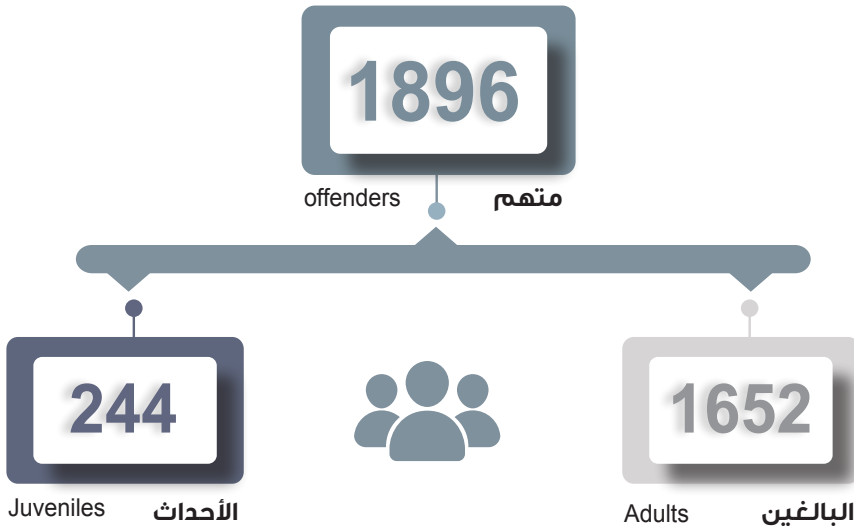 1896
offenders متهم
244
1652
Juveniles الأحداث
Adults البالغين